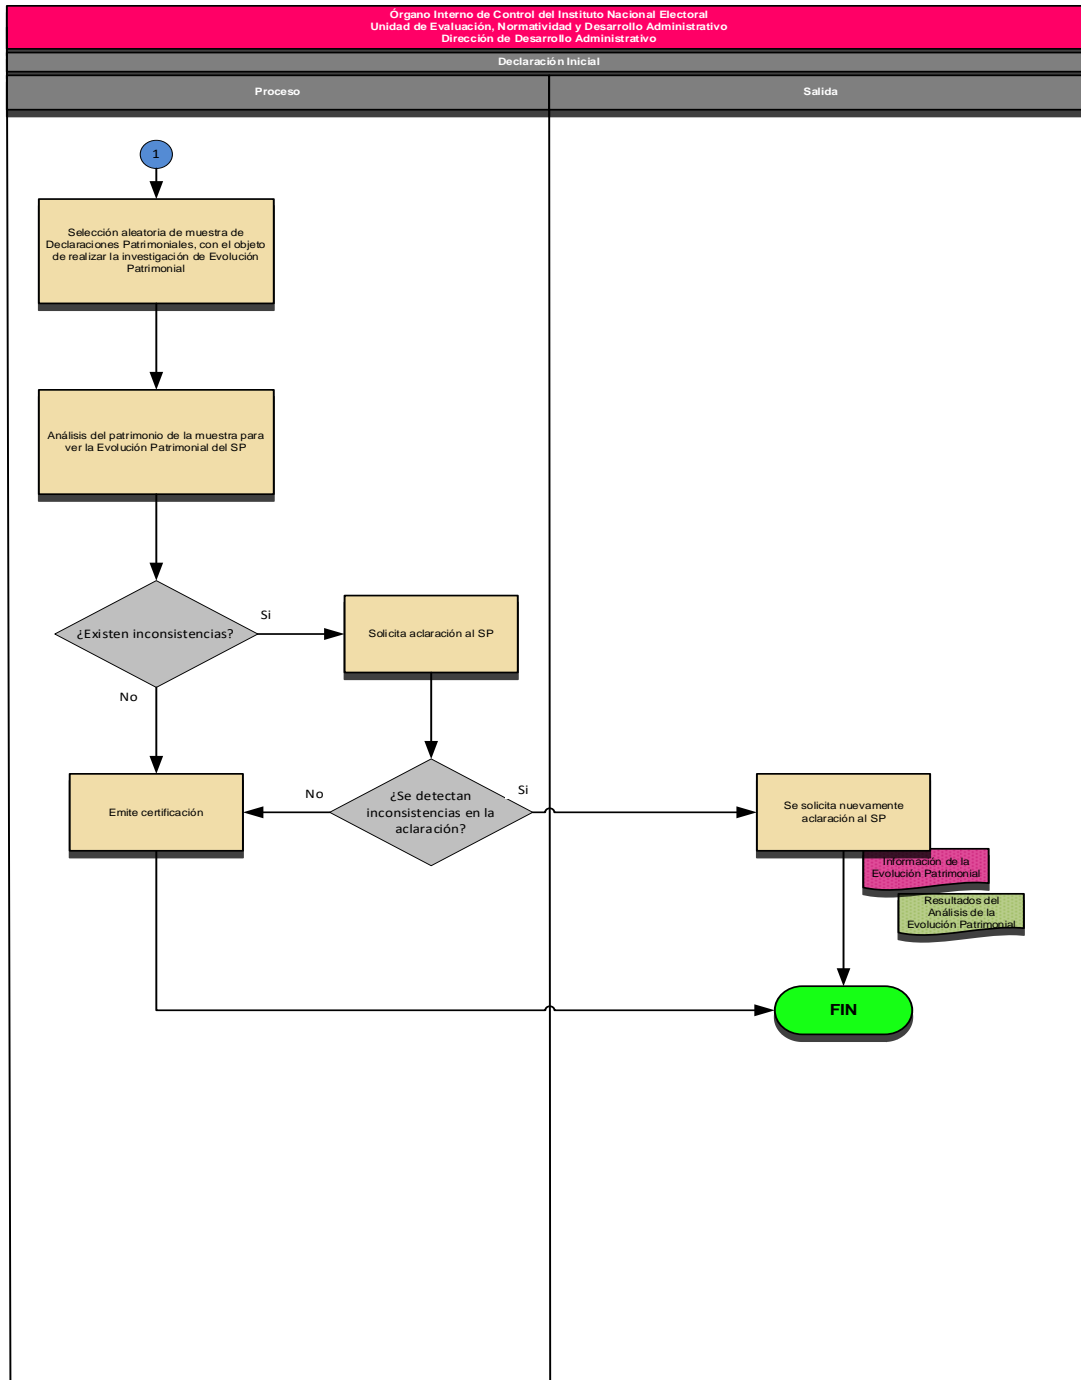 Órgano Interno de Control del Instituto Nacional Electoral
Unidad de Evaluación, Normatividad y Desarrollo Administrativo
Dirección de Desarrollo Administrativo
Declaración Inicial
Proceso
Salida
1
Selección aleatoria de muestra de
Declaraciones Patrimoniales, con el objeto
de realizar la investigación de Evolución
Patrimonial
Análisis del patrimonio de la muestra para
ver la Evolución Patrimonial del SP
¿Existen inconsistencias?
Si
Solicita aclaración al SP
No
Emite certificación
No
¿Se detectan
inconsistencias en la
aclaración?
Si
Se solicita nuevamente
aclaración al SP
Información de la
Evolución Patrimonial
Resultados del
Análisis de la
Evolución Patrimonial
FIN